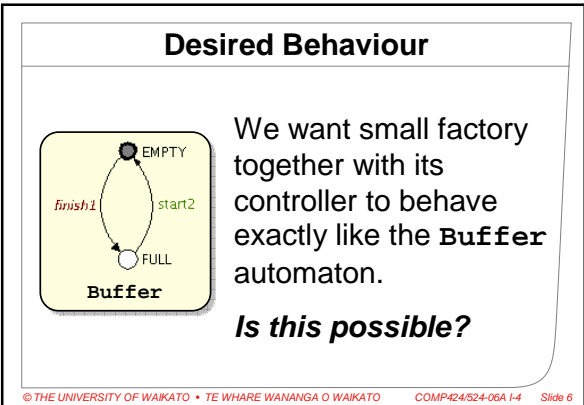 Desired Behaviour
EMPTY
finish1
start2
FULL
Buffer
We want small factory
together with its
controller to behave
exactly like the Buffer
automaton.
Is this possible?
© THE UNIVERSITY OF WAIKATO • TE WHARE WANANGA O WAIKATO COMP424/524-06A I-4 Slide 6